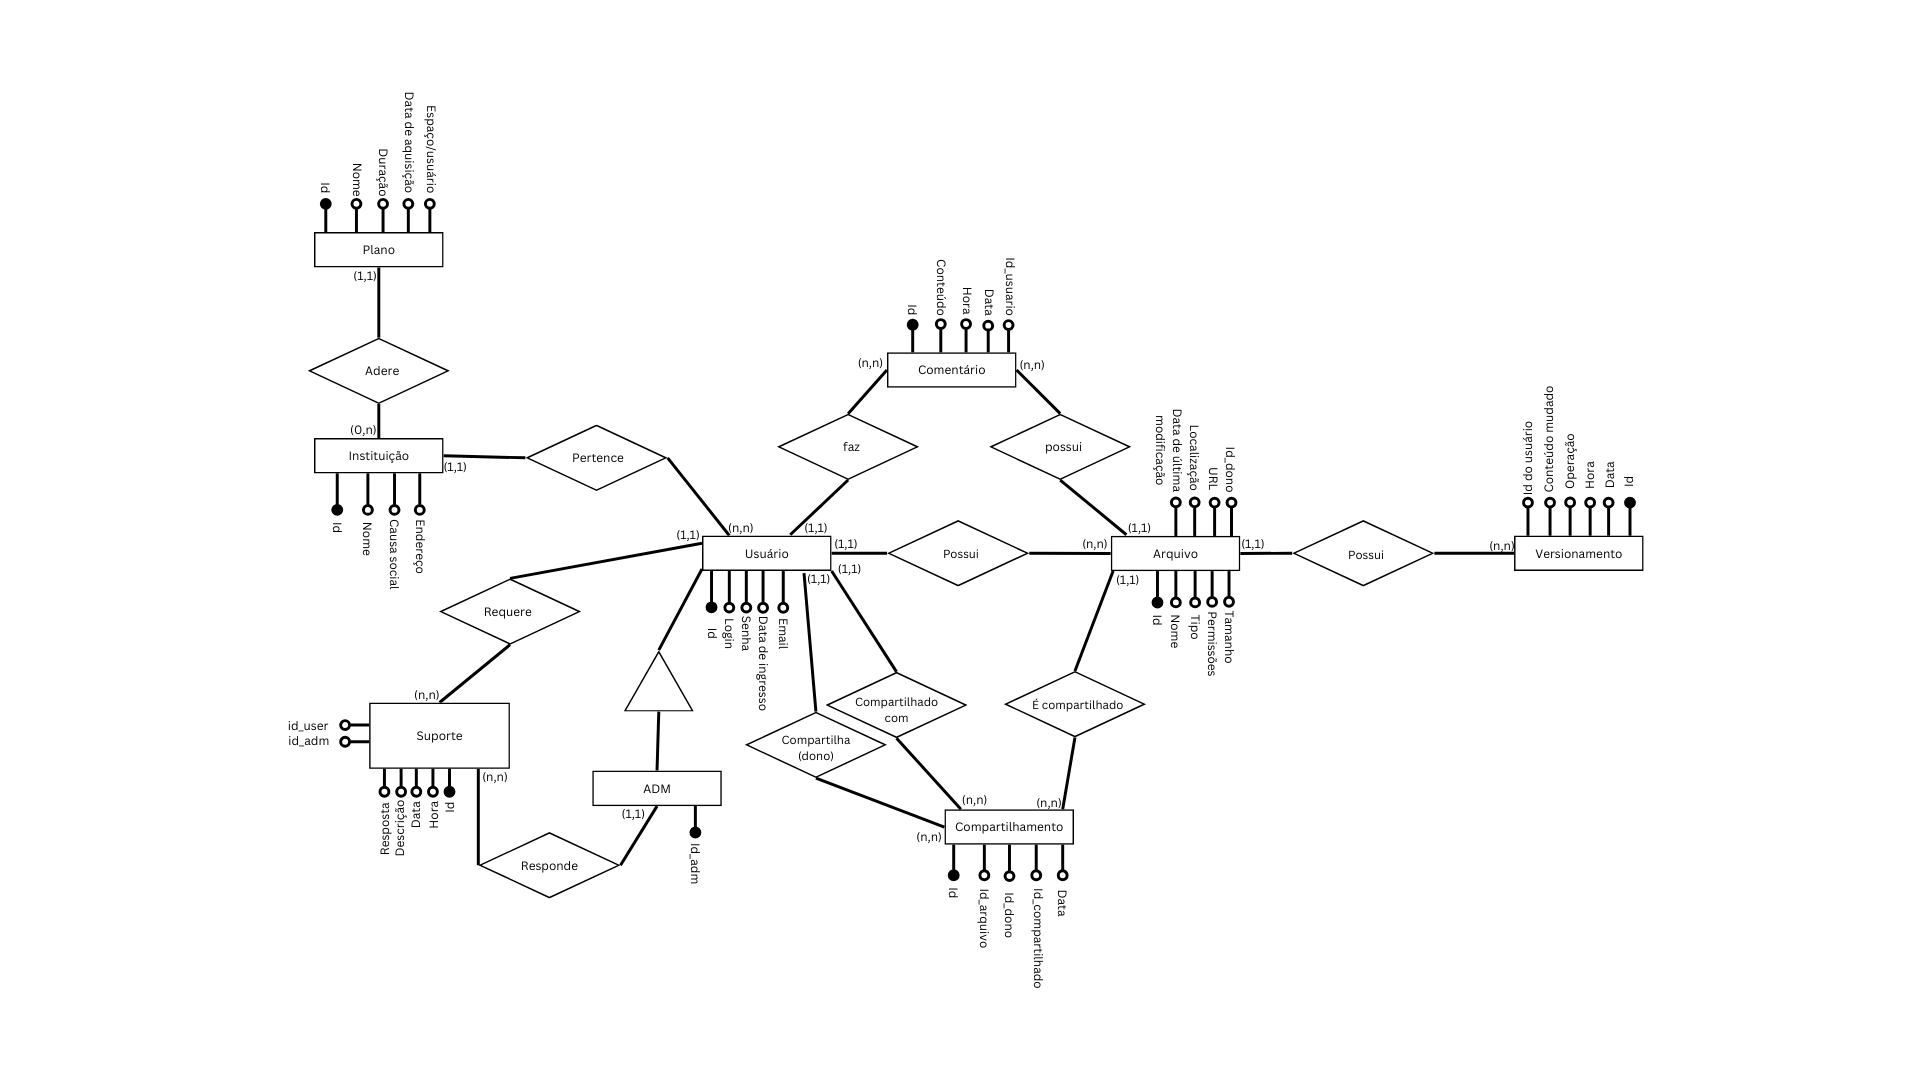 Id
Nome
Duração
Data de aquisição
Espaço/usuário
Plano
(1,1)
Adere
(0,n)
Instituição
(1,1)
Id
Nome
Causa social
Endereço
Pertence
(n,n)
Id
Conteúdo
Hora
Data
Id_usuario
Comentário
(n,n)
(n,n)
faz
possui
(1,1)
(1,1)
(1,1)
Usuário
(1,1)
(1,1)
(1,1)
Id
Login
Senha
Data de ingresso
Email
Possui
(n,n)
Data de última
modificação
Localização
URL
Id_dono
Arquivo
(1,1)
(1,1)
Id
Nome
Tipo
Permissões
Tamanho
Possui
(n,n)
Id do usuário
Conteúdo mudado
Operação
Hora
Data
Id
Versionamento
Requere
(n,n)
id_user
id_adm
Suporte
(n,n)
Resposta
Descrição
Data
Hora
Id
Responde
ADM
(1,1)
Id_adm
Compartilhado
com
Compartilha
(dono)
É compartilhado
(n,n)
(n,n)
(n,n)
Compartilhamento
Id
Id_arquivo
Id_dono
Id_compartilhado
Data